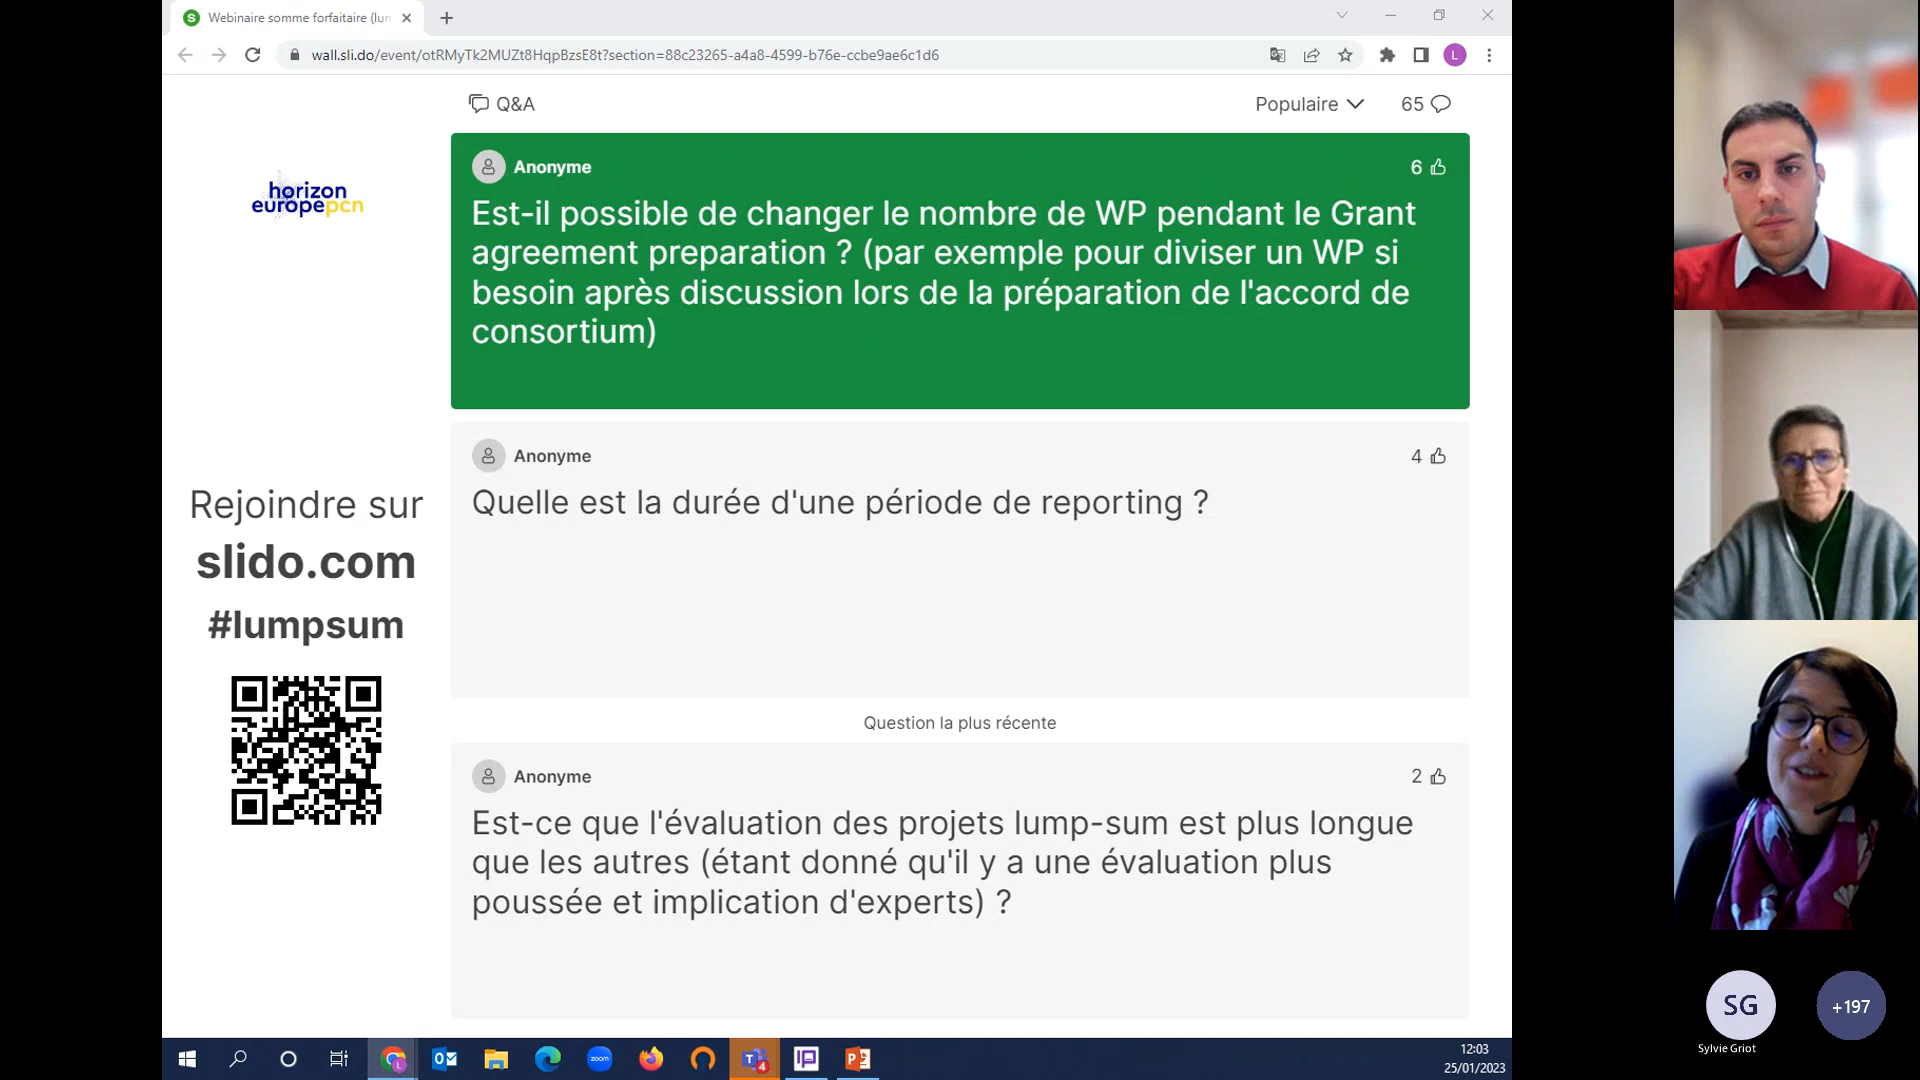 Webinaire somme forfaitaire (lum
wall.sli.do/event/otRMyTk2MUZt8HqpBzsE8t?section=88c23265-a4a8-4599-b76e-ccbe9ae6c1d6
L
Q&A
Populaire
65
horizon
europepcn
Rejoindre sur
slido.com
#lumpsum
Anonyme
6
Est-il possible de changer le nombre de WP pendant le Grant
agreement preparation ? (par exemple pour diviser un WP si
besoin après discussion lors de la préparation de l'accord de
consortium)
Anonyme
4
Quelle est la durée d'une période de reporting ?
Question la plus récente
Anonyme
2
Est-ce que l'évaluation des projets lump-sum est plus longue
que les autres (étant donné qu'il y a une évaluation plus
poussée et implication d'experts) ?
SG
+197
Sylvie Griot
zoom
4
12:03
25/01/2023